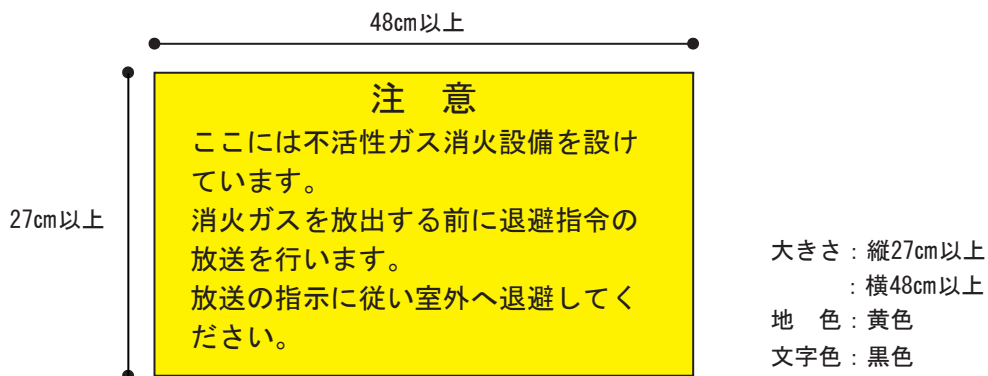 48㎝以上
27㎝以上
注　意
ここには不活性ガス消火設備を設け
ています。
消火ガスを放出する前に退避指令の
放送を行います。
放送の指示に従い室外へ退避してく
ださい。
大きさ：縦27㎝以上
：横48㎝以上
地　色：黄色
文字色：黒色